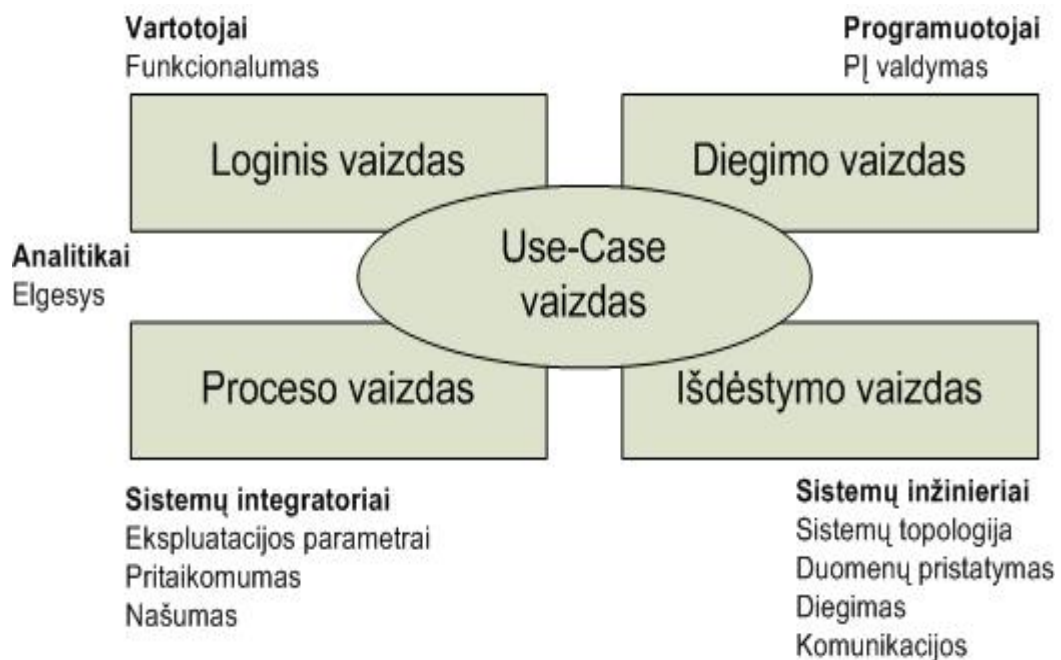 Vartotojai
Funkcionalumas
Programuotojai
PĮ valdymas
Loginis vaizdas
Diegimo vaizdas
Use-Case
vaizdas
Analitikai
Elgesys
Proceso vaizdas
Išdėstymo vaizdas
Sistemų integratoriai
Ekspluatacijos parametrai
Pritaikomumas
Našumas
Sistemų inžinieriai
Sistemų topologija
Duomenų pristatymas
Diegimas
Komunikacijos